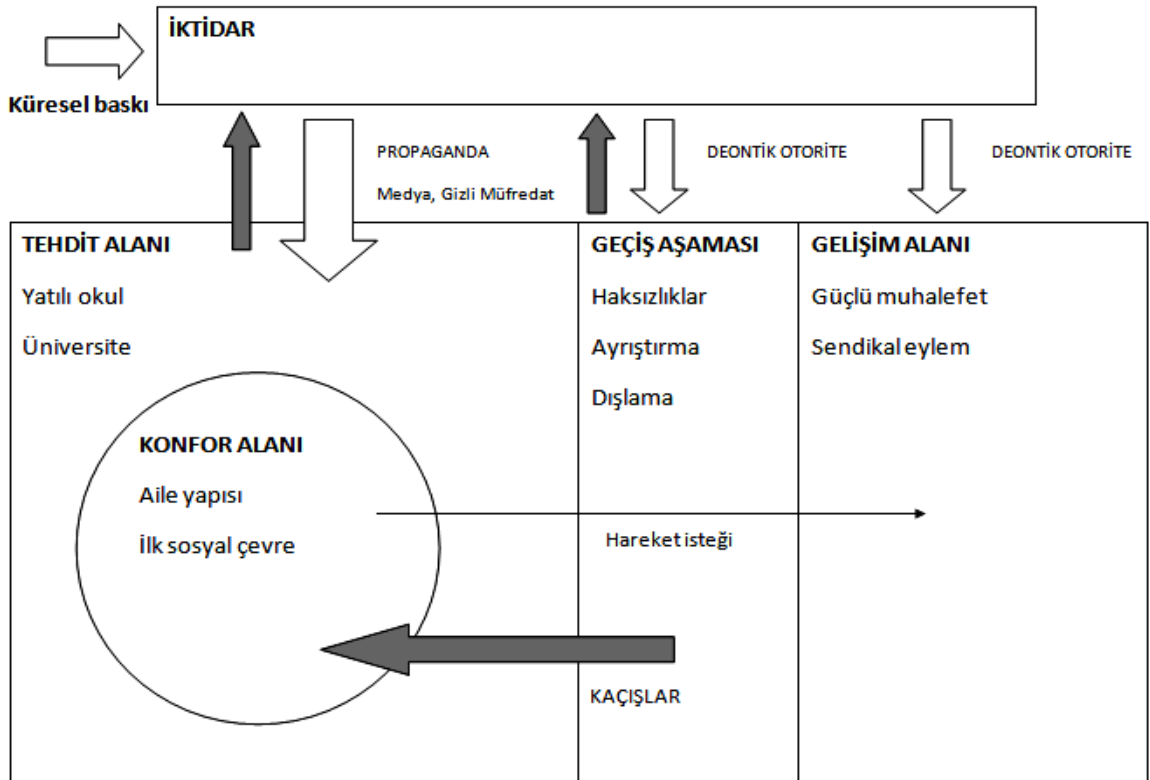 İKTİDAR
Küresel baskı
PROPAGANDA
Medya, Gizli Müfredat
DEONTİK OTORİTE
DEONTİK OTORİTE
TEHDİT ALANI
Yatılı okul
Üniversite
KONFOR ALANI
Aile yapısı
İlk sosyal çevre
GEÇİŞ AŞAMASI
Haksızlıklar
Ayrıştırma
Dışlama
Hareket isteği
KAÇIŞLAR
GELİŞİM ALANI
Güçlü muhalefet
Sendikal eylem